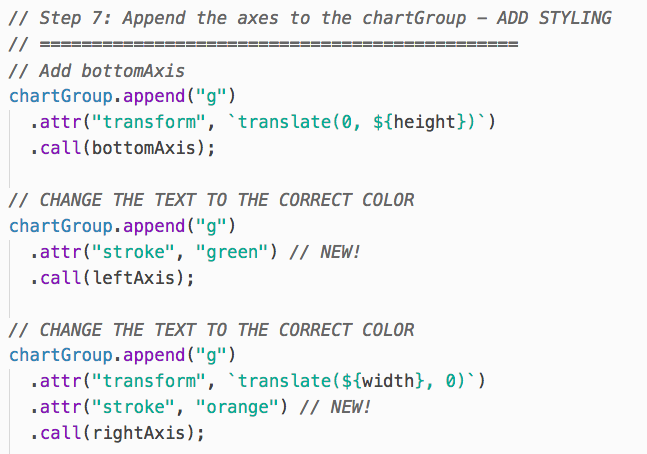 // Step 7: Append the axes to the chartGroup - ADD STYLING
// ==============================================
// Add bottomAxis
chartGroup.append("g")
  .attr("transform", `translate(0, ${height})`)
  .call(bottomAxis);

// CHANGE THE TEXT TO THE CORRECT COLOR
chartGroup.append("g")
  .attr("stroke", "green") // NEW!
  .call(leftAxis);

// CHANGE THE TEXT TO THE CORRECT COLOR
chartGroup.append("g")
  .attr("transform", `translate(${width}, 0)`)
  .attr("stroke", "orange") // NEW!
  .call(rightAxis);